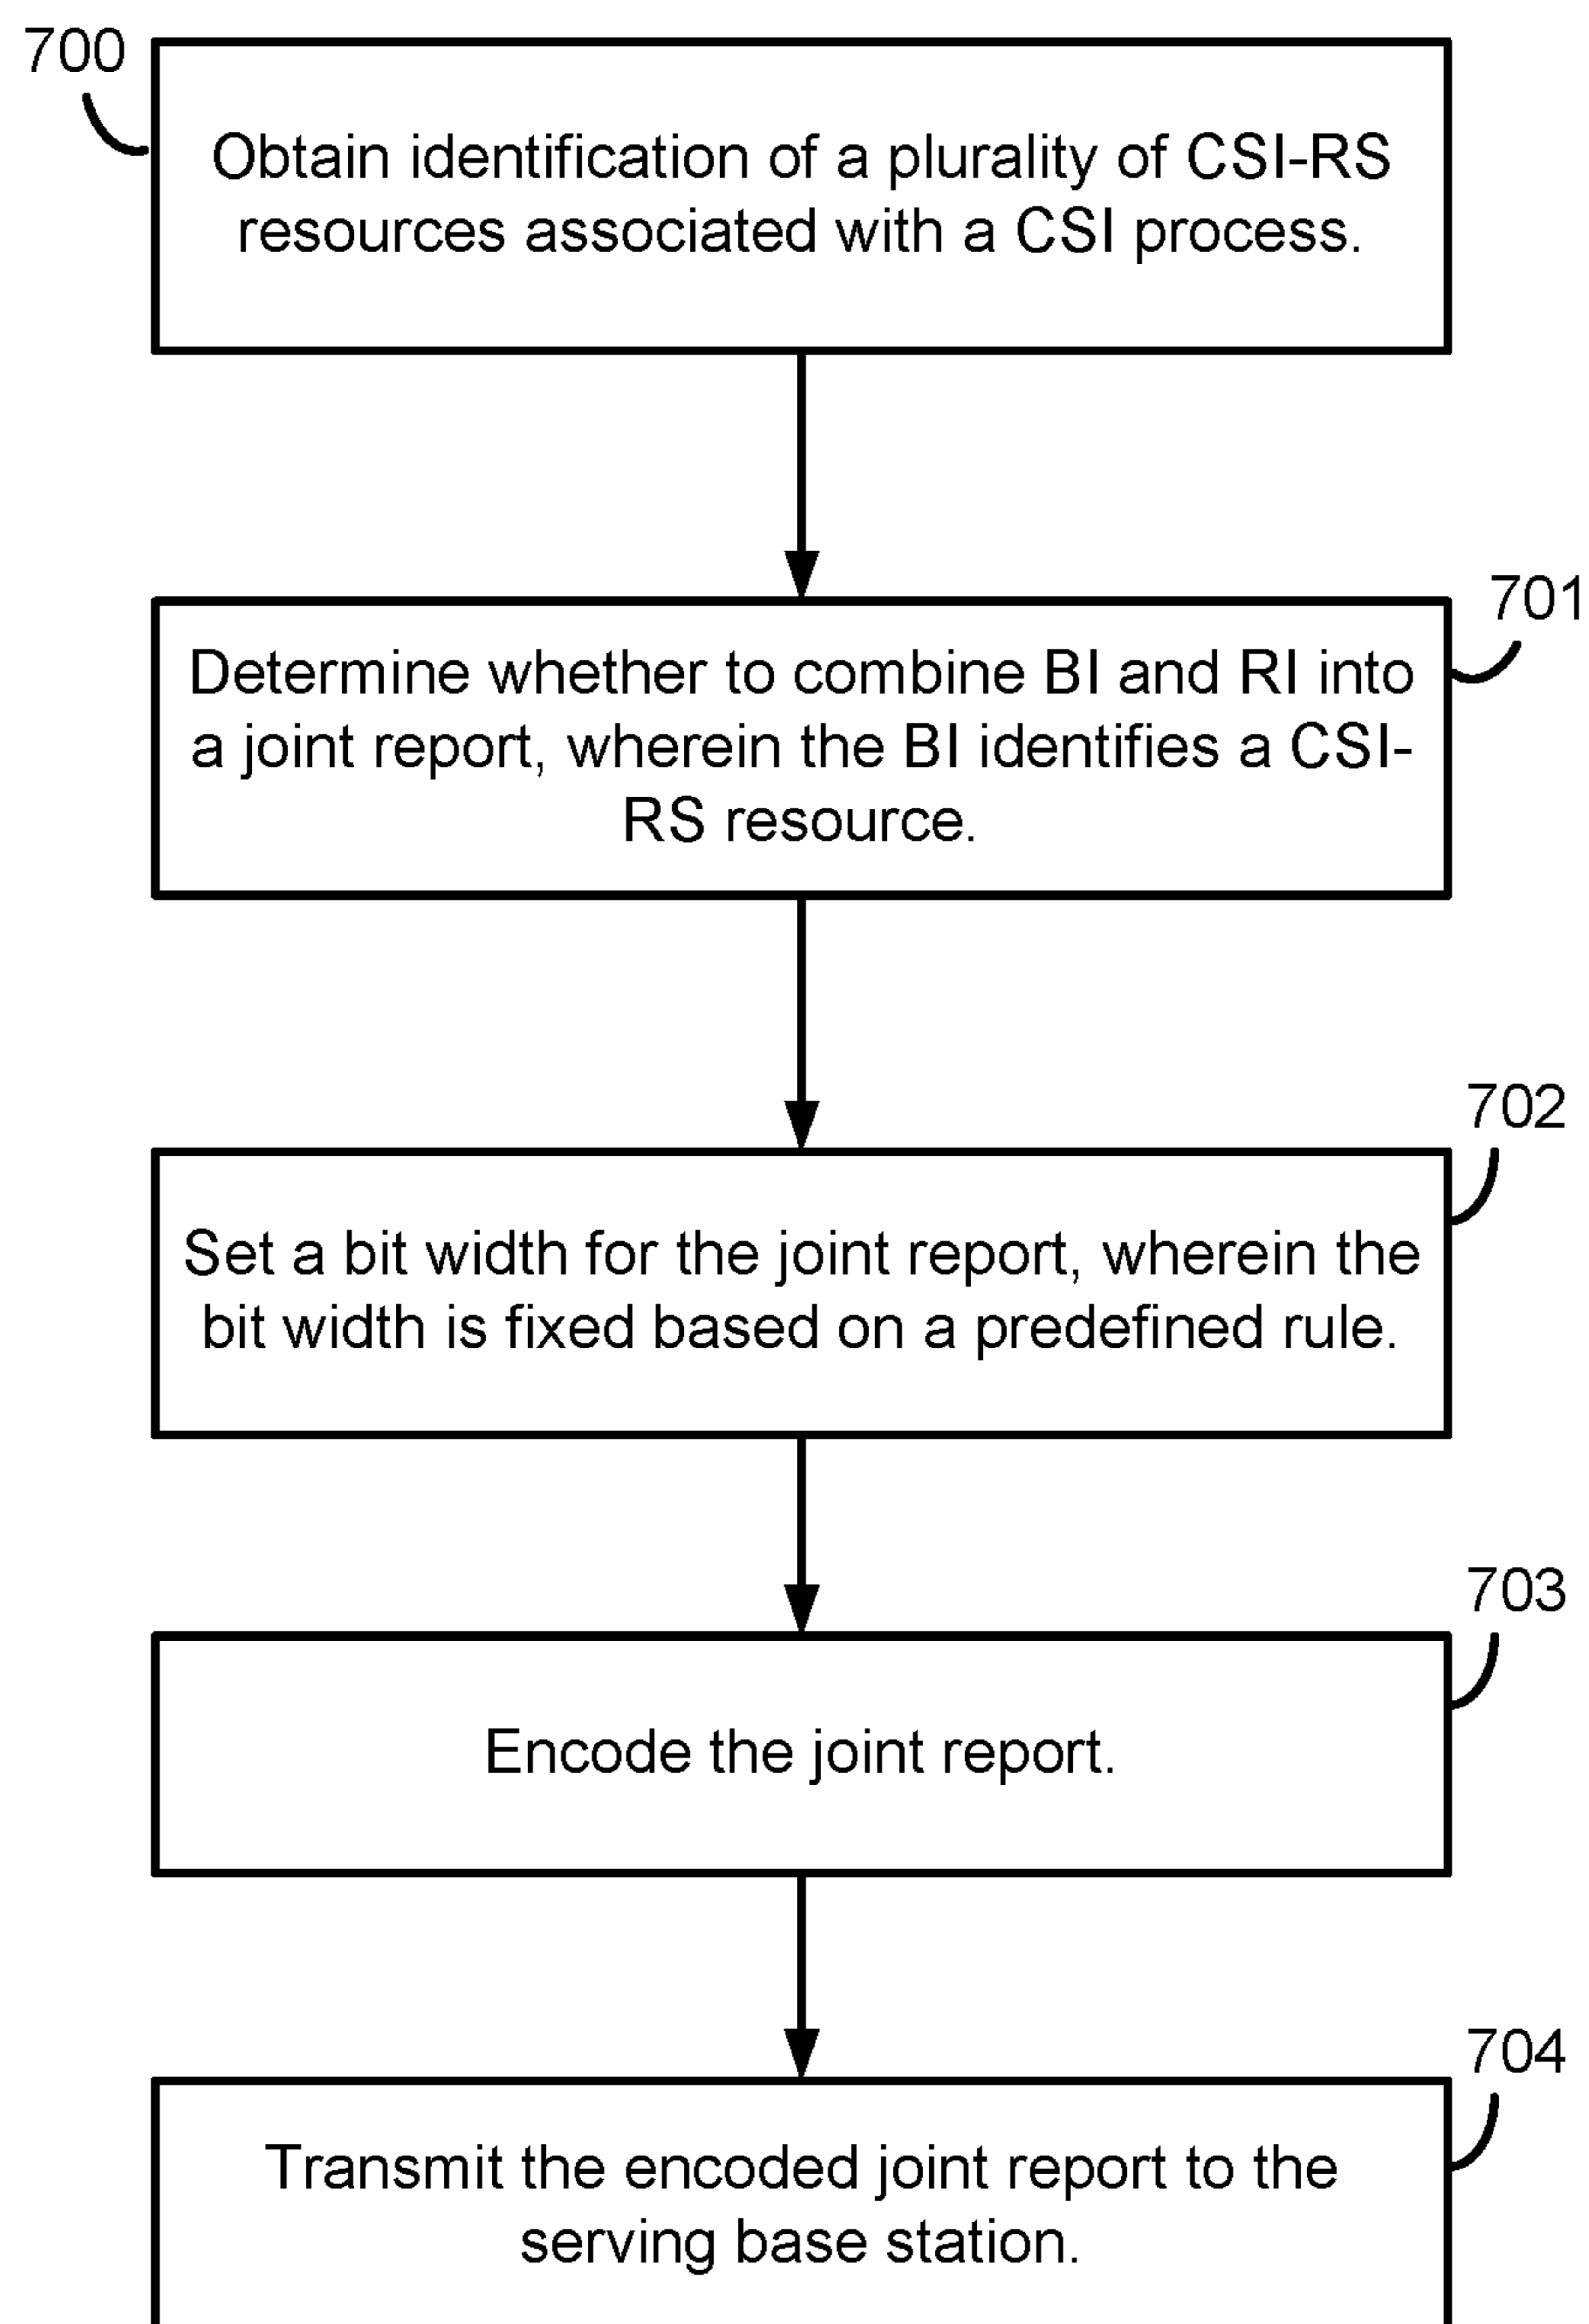 700
Obtain identification of a plurality of CSI-RS
resources associated with a CSI process.
701
Determine whether to combine BI and RI into
a joint report, wherein the BI identifies a CSI-
RS resource.
702
Set a bit width for the joint report, wherein the
bit width is fixed based on a predefined rule.
703
Encode the joint report.
704
Transmit the encoded joint report to the
serving base station.